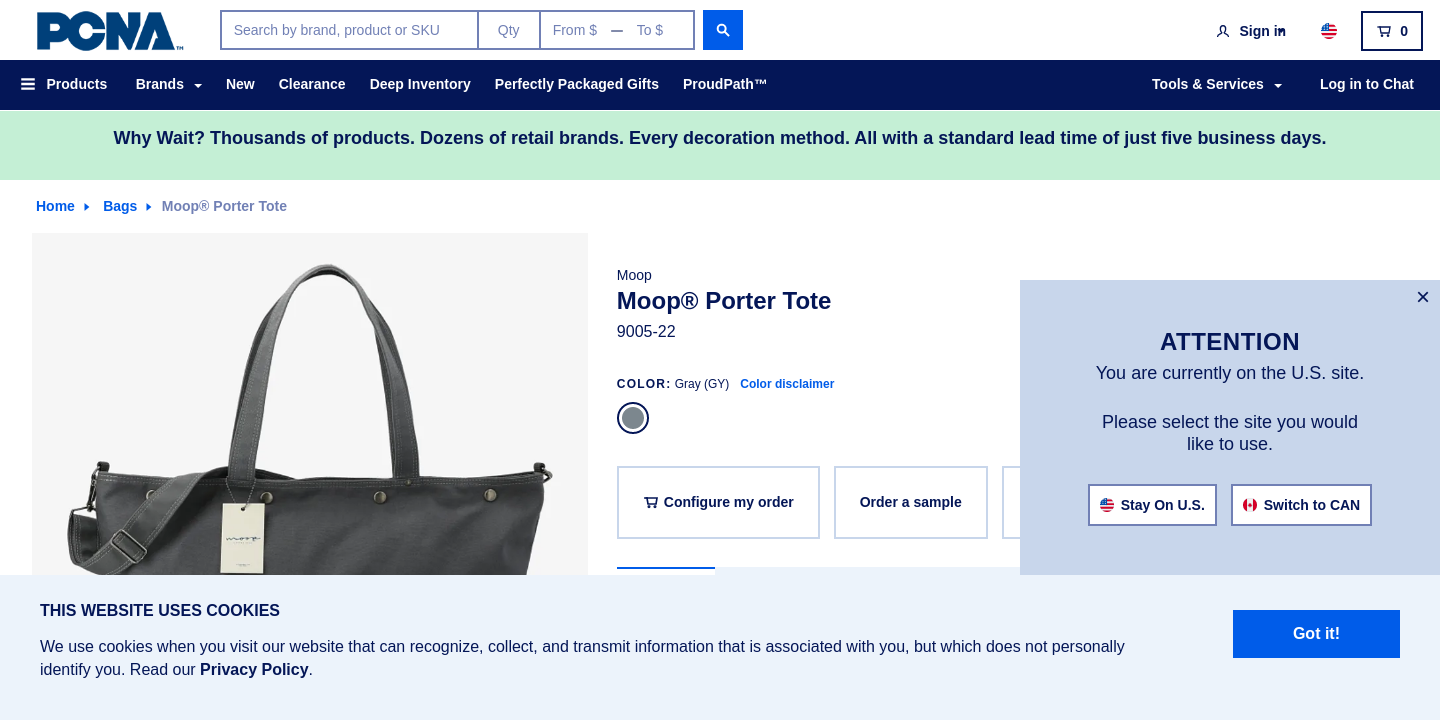 PCNA™
Search by brand, product or SKU
Qty
From $ — To $
Sign in
0
Products
Brands
New
Clearance
Deep Inventory
Perfectly Packaged Gifts
ProudPath™
Tools & Services
Log in to Chat
Why Wait? Thousands of products. Dozens of retail brands. Every decoration method. All with a standard lead time of just five business days.
Home
Bags
Moop® Porter Tote
Moop
Moop® Porter Tote
9005-22
COLOR: Gray (GY) Color disclaimer
Configure my order
Order a sample
moop
×
ATTENTION
You are currently on the U.S. site.
Please select the site you would
like to use.
Stay On U.S.
Switch to CAN
THIS WEBSITE USES COOKIES
We use cookies when you visit our website that can recognize, collect, and transmit information that is associated with you, but which does not personally
identify you. Read our Privacy Policy.
Got it!